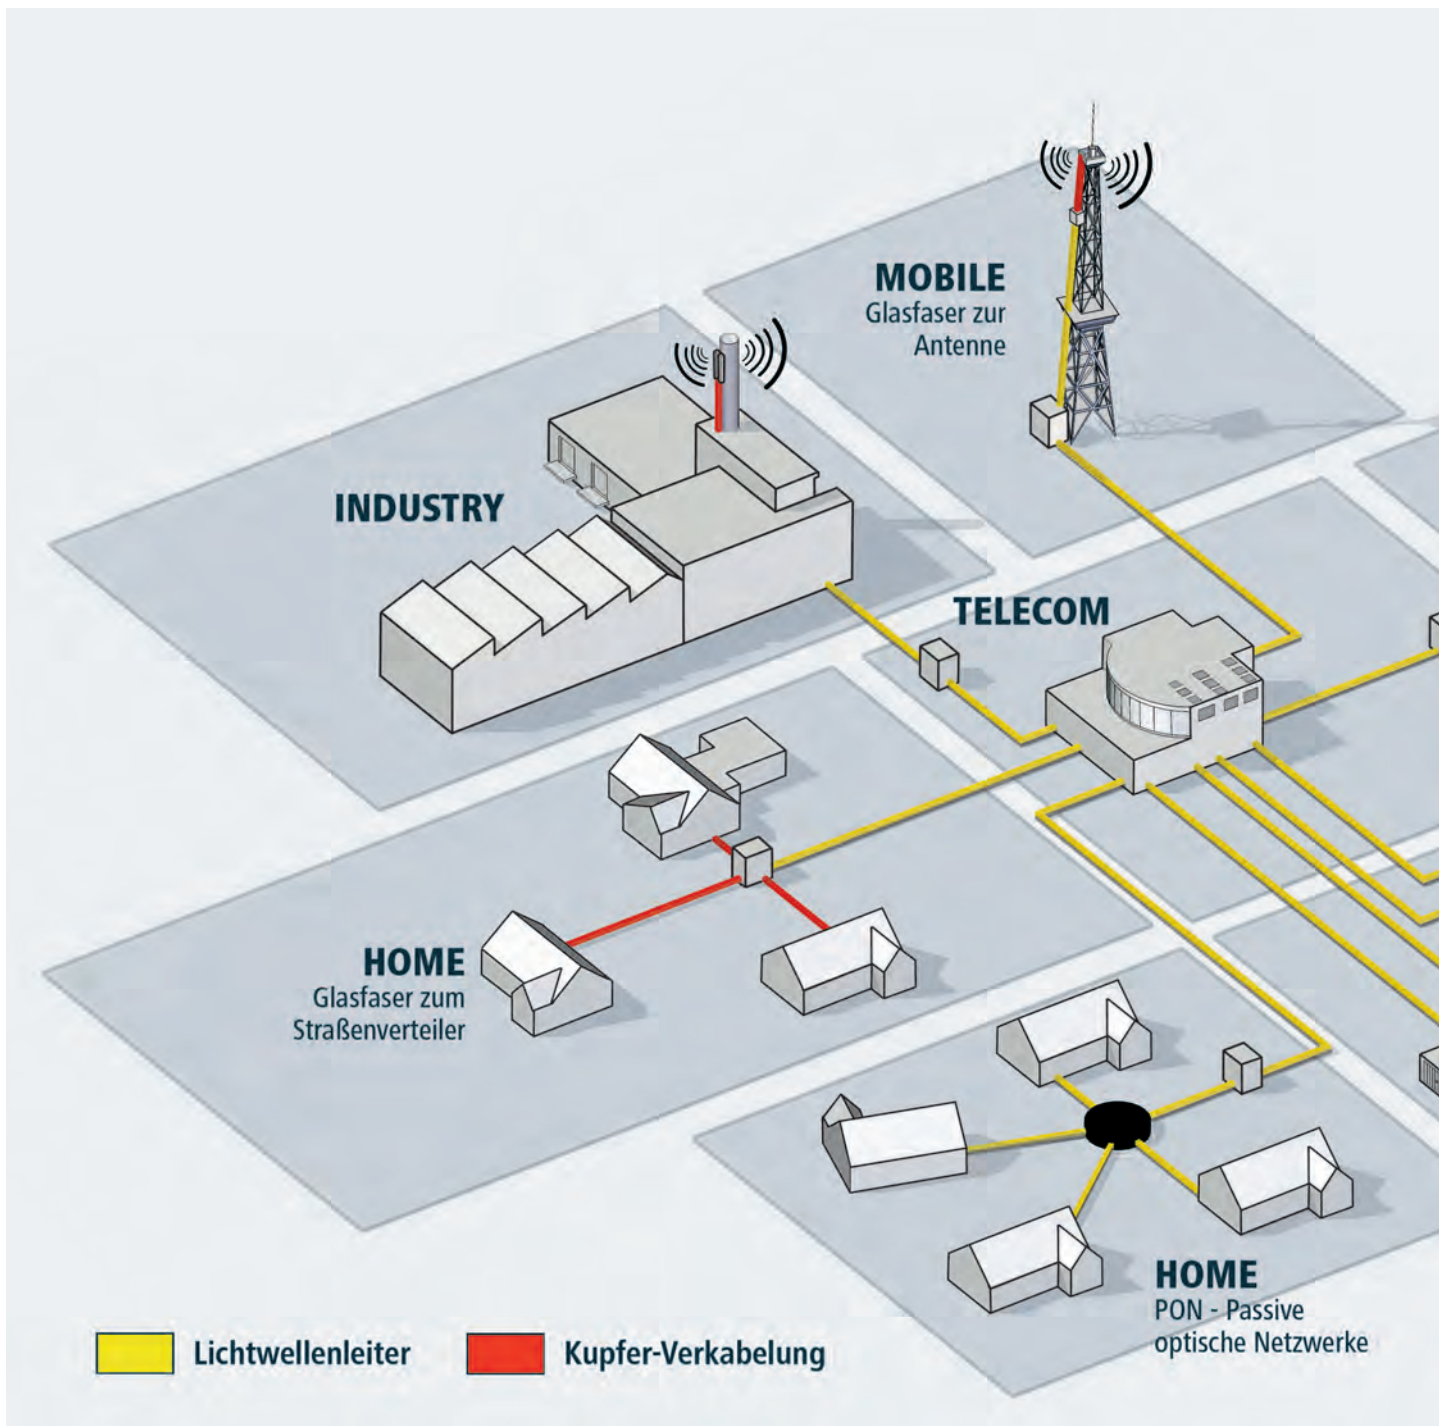 MOBILE
Glasfaser zur
Antenne
INDUSTRY
TELECOM
HOME
Glasfaser zum
Straßenverteiler
HOME
PON - Passive
optische Netzwerke
Lichtwellenleiter
Kupfer-Verkabelung